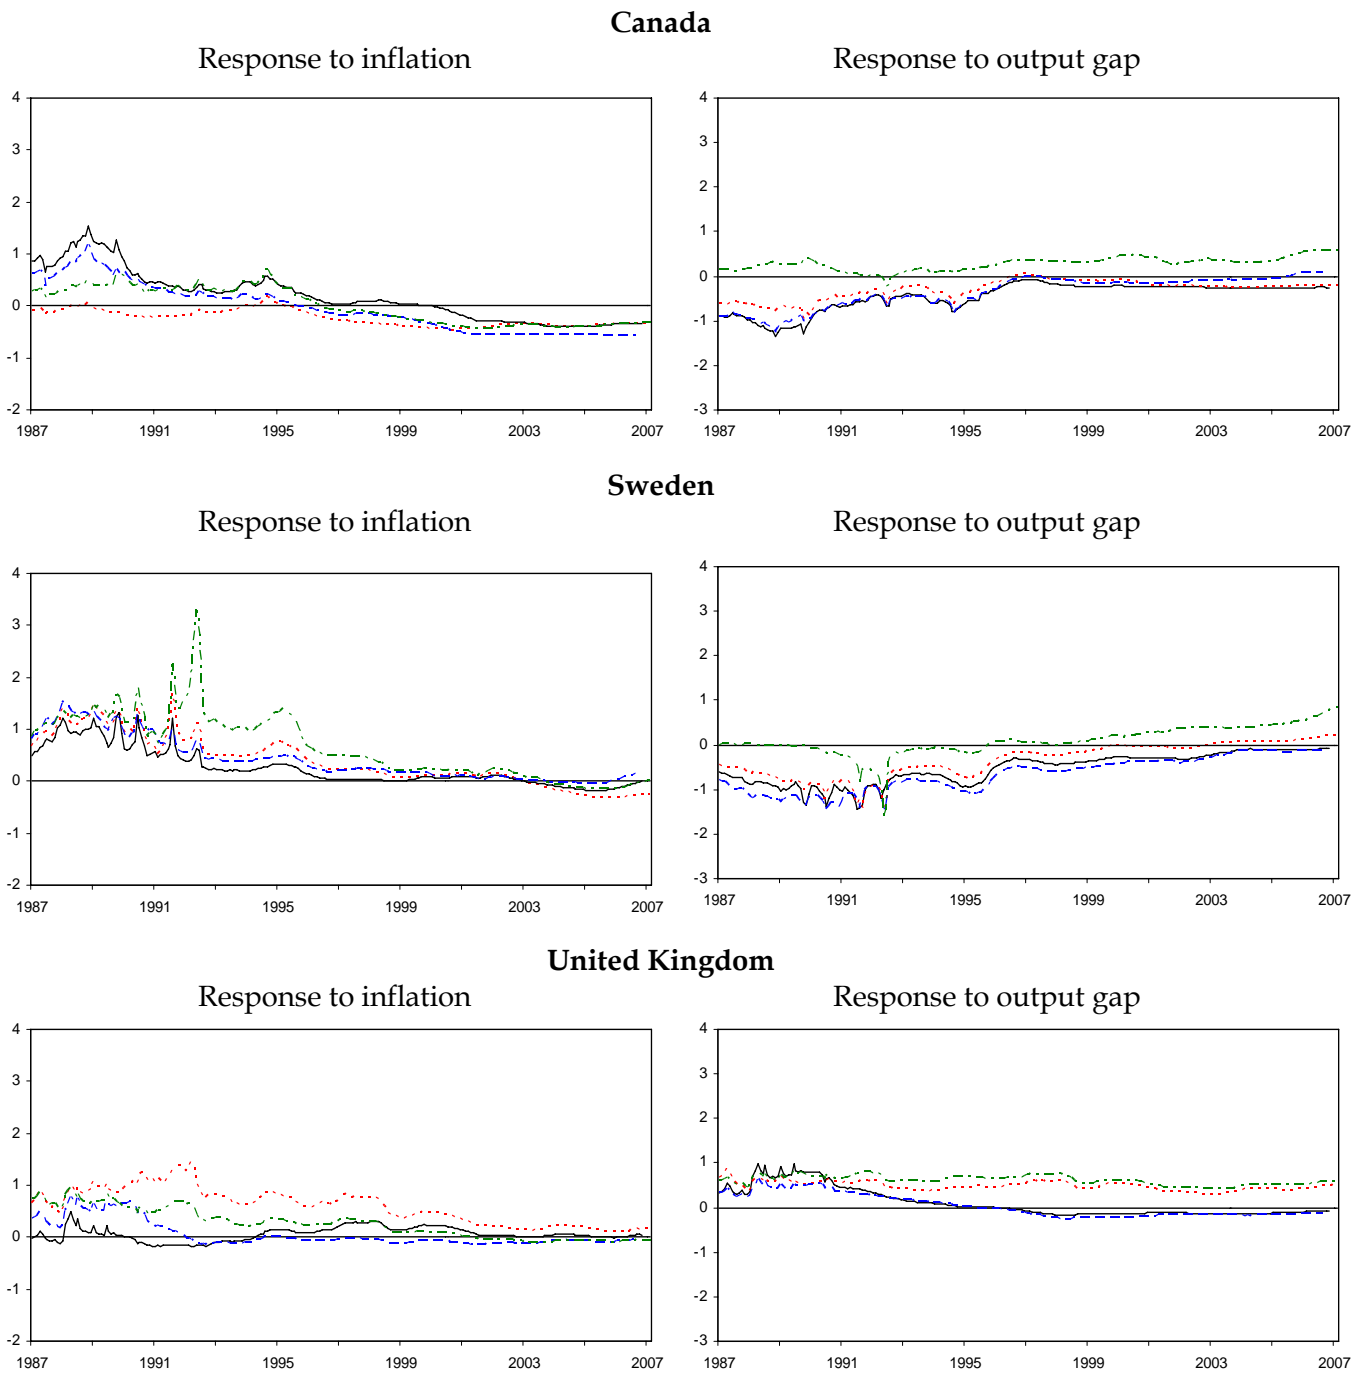 Canada
Response to inflation Response to output gap
4 4
3 3
2 2
1 1
0 0
-1 -1
-2 -2
-3
1987 1991 1995 1999 2003 2007 1987 1991 1995 1999 2003 2007
Sweden
Response to inflation Response to output gap
4 4
3 3
2 2
1 1
0 0
-1 -1
-2 -2
-3
1987 1991 1995 1999 2003 2007 1987 1991 1995 1999 2003 2007
United Kingdom
Response to inflation Response to output gap
4 4
3 3
2 2
1 1
0 0
-1 -1
-2 -2
-3
1987 1991 1995 1999 2003 2007 1987 1991 1995 1999 2003 2007